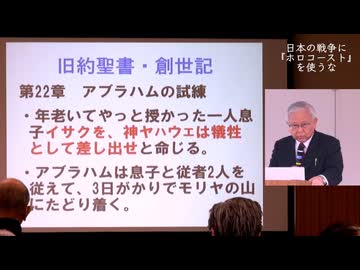 旧約聖書・創世記
日本の戦争に
『ホロコースト』
を使うな
第22章 アブラハムの試練
・年老いてやっと授かった一人息
子イサクを、神ヤハウェは犠牲
として差し出せと命じる。
・アブラハムは息子と従者2人を
従えて、3日がかりでモリヤの山
にたどり着く。